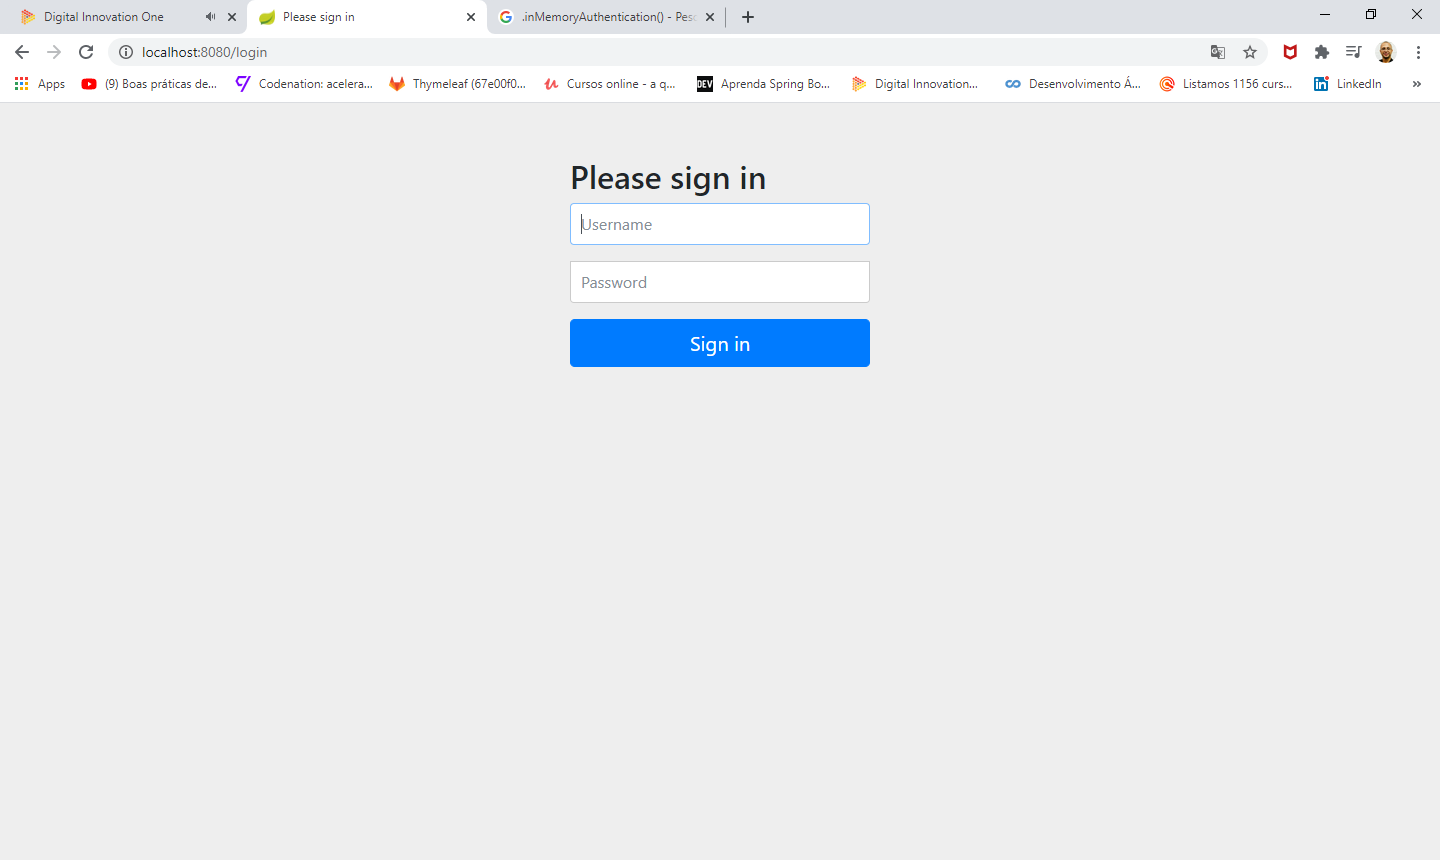 Digital Innovation One
Please sign in
.inMemoryAuthentication() - Pesc
localhost:8080/login
Apps
(9) Boas práticas de...
Codenation: acelera...
Thymeleaf (67e00f0...
Cursos online - a q...
DEV
Aprenda Spring Bo...
Digital Innovation...
Desenvolvimento Á...
Listamos 1156 curs...
LinkedIn
Please sign in
Username
Password
Sign in